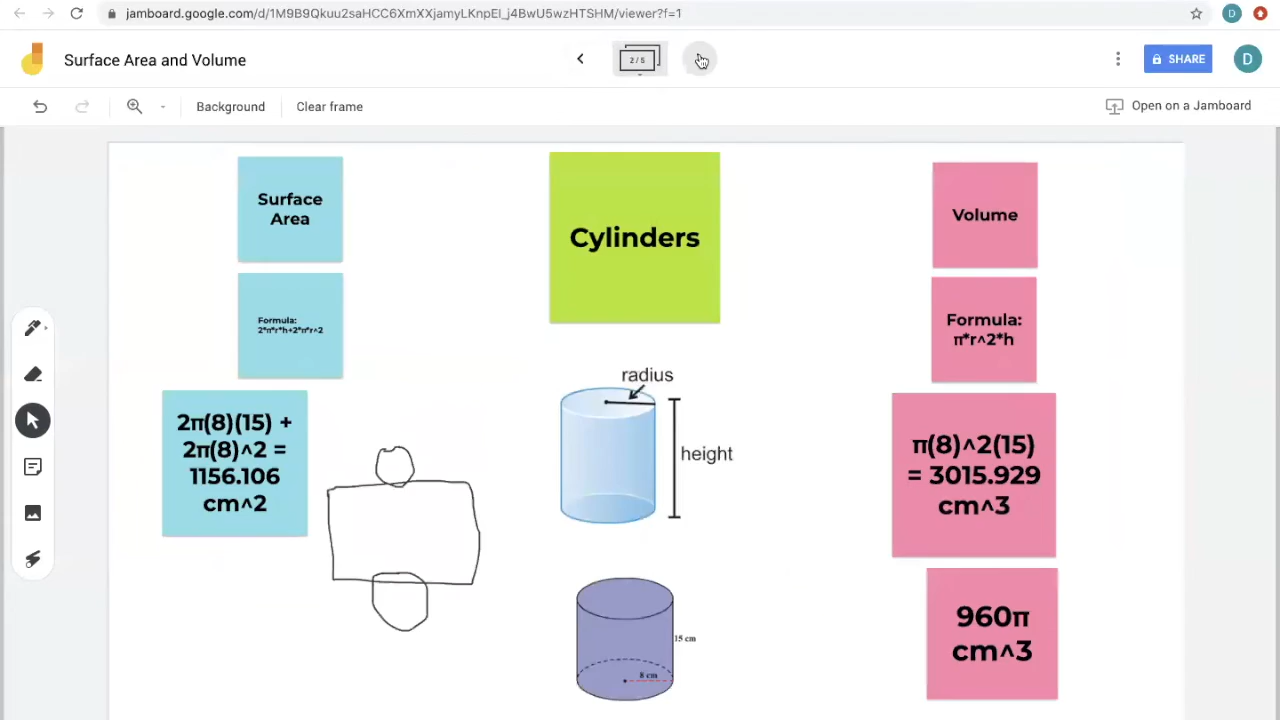 jamboard.google.com/d/1M9B9Qkuu2saHCC6XmXXjamyLKnpEl_j4BwU5wzHTSHM/viewer?f=1
D
Surface Area and Volume
2 / 5
SHARE
D
Background
Clear frame
Open on a Jamboard
Surface
Area
Formula:
2*π*r*h+2*π*r^2
2π(8)(15) +
2π(8)^2 =
1156.106
cm^2
Cylinders
radius
height
15 cm
8 cm
Volume
Formula:
π*r^2*h
π(8)^2(15)
= 3015.929
cm^3
960π
cm^3